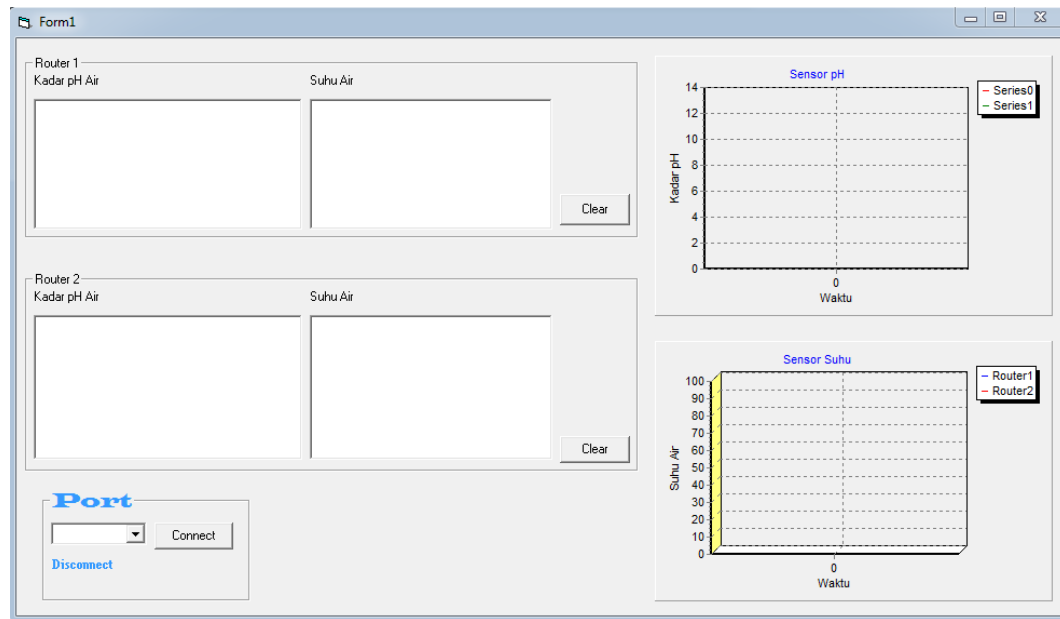 Form1
Router 1
Kadar pH Air
Suhu Air
Clear
Router 2
Kadar pH Air
Suhu Air
Clear
Port
Connect
Disconnect
Sensor pH
14
12
10
8
6
4
2
0
Kadar pH
0
Waktu
Series0
Series1
Sensor Suhu
100
90
80
70
60
50
40
30
20
10
0
Suhu Air
0
Waktu
Router1
Router2